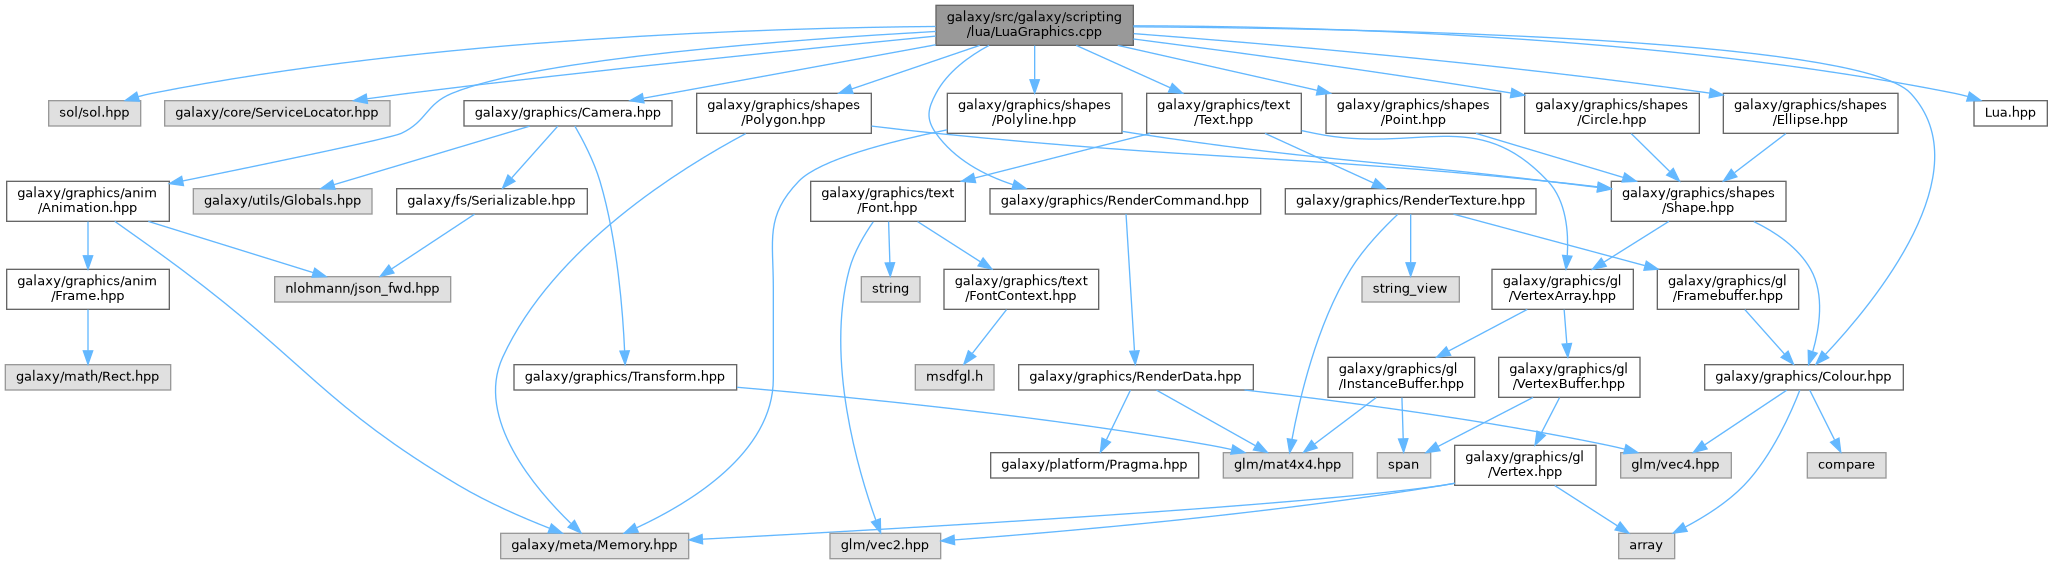 galaxy/src/galaxy/scripting
/lua/LuaGraphics.cpp
sol/sol.hpp
galaxy/core/ServiceLocator.hpp
galaxy/graphics/Camera.hpp
galaxy/graphics/shapes
/Polygon.hpp
galaxy/graphics/shapes
/Polyline.hpp
galaxy/graphics/text
/Text.hpp
galaxy/graphics/shapes
/Point.hpp
galaxy/graphics/shapes
/Circle.hpp
galaxy/graphics/shapes
/Ellipse.hpp
Lua.hpp
galaxy/graphics/anim
/Animation.hpp
galaxy/utils/Globals.hpp
galaxy/fs/Serializable.hpp
galaxy/graphics/text
/Font.hpp
galaxy/graphics/RenderCommand.hpp
galaxy/graphics/RenderTexture.hpp
galaxy/graphics/shapes
/Shape.hpp
galaxy/graphics/anim
/Frame.hpp
nlohmann/json_fwd.hpp
string
galaxy/graphics/text
/FontContext.hpp
string_view
galaxy/graphics/gl
/VertexArray.hpp
galaxy/graphics/gl
/Framebuffer.hpp
galaxy/math/Rect.hpp
galaxy/graphics/Transform.hpp
msdfgl.h
galaxy/graphics/RenderData.hpp
galaxy/graphics/gl
/InstanceBuffer.hpp
galaxy/graphics/gl
/VertexBuffer.hpp
galaxy/graphics/Colour.hpp
galaxy/platform/Pragma.hpp
glm/mat4x4.hpp
span
galaxy/graphics/gl
/Vertex.hpp
glm/vec4.hpp
compare
galaxy/meta/Memory.hpp
glm/vec2.hpp
array